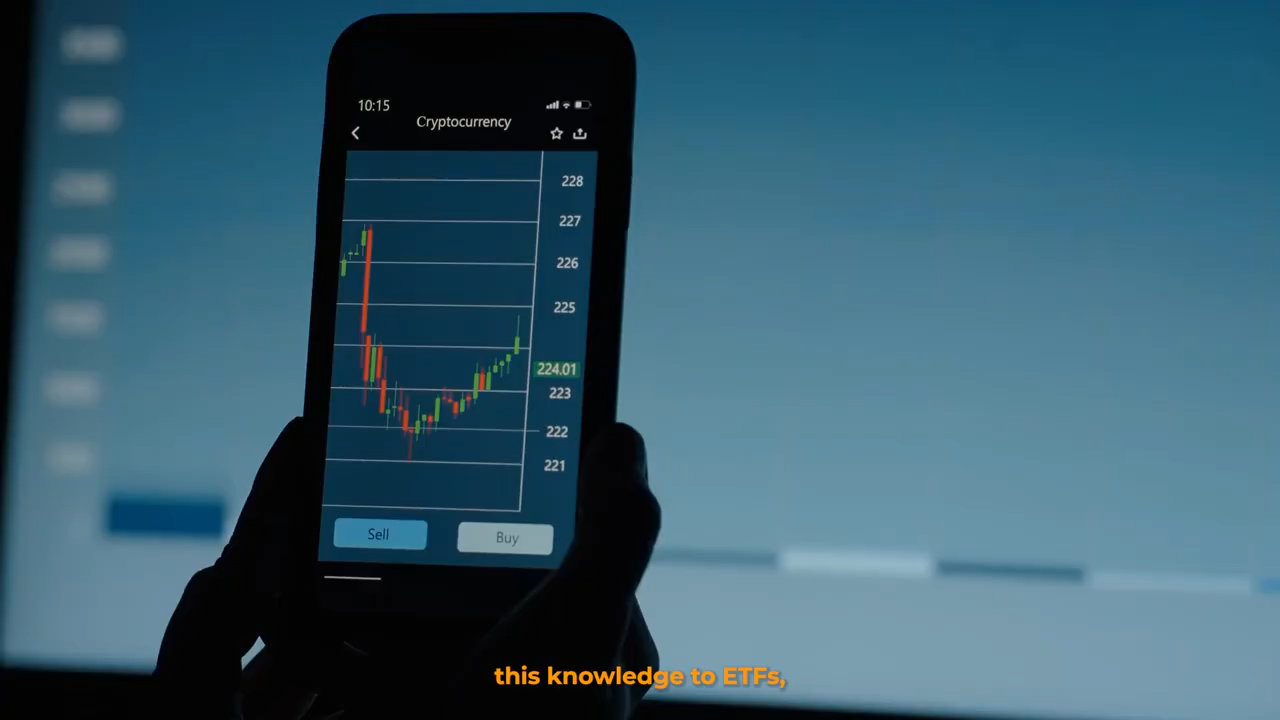 10:15
Cryptocurrency
228
227
226
225
224.01
223
222
221
Sell
Buy
this knowledge to ETFs,